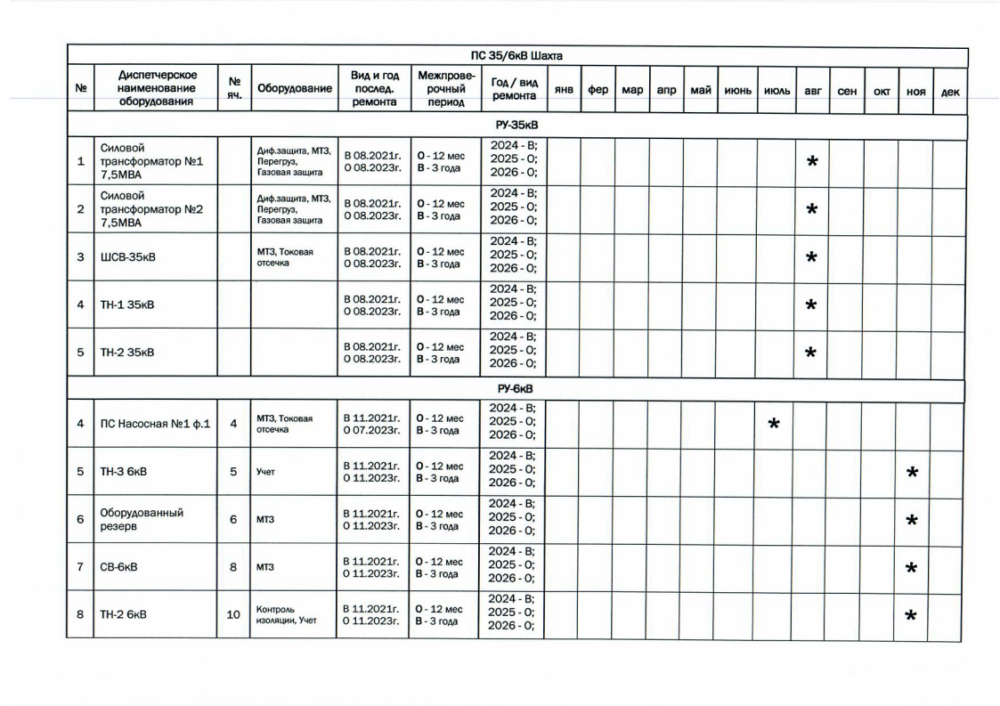 ПС 35/6кВ Шахта
№ Диспетчерское наименование оборудования № яч. Оборудование Вид и год послед. ремонта Межпрове-рочный период Год / вид ремонта янв фер мар апр май июнь июль авг сен окт ноя дек
РУ-35кВ
1 Силовой трансформатор №1 7,5МВА Диф.защита, МТЗ, Перегруз, Газовая защита В 08.2021г. О 08.2023г. О - 12 мес В - 3 года 2024 - В; 2025 - О; 2026 - О; *
2 Силовой трансформатор №2 7,5МВА Диф.защита, МТЗ, Перегруз, Газовая защита В 08.2021г. О 08.2023г. О - 12 мес В - 3 года 2024 - В; 2025 - О; 2026 - О; *
3 ШСВ-35кВ МТЗ, Токовая отсечка В 08.2021г. О 08.2023г. О - 12 мес В - 3 года 2024 - В; 2025 - О; 2026 - О; *
4 ТН-1 35кВ В 08.2021г. О 08.2023г. О - 12 мес В - 3 года 2024 - В; 2025 - О; 2026 - О; *
5 ТН-2 35кВ В 08.2021г. О 08.2023г. О - 12 мес В - 3 года 2024 - В; 2025 - О; 2026 - О; *
РУ-6кВ
4 ПС Насосная №1 ф.1 4 МТЗ, Токовая отсечка В 11.2021г. О 07.2023г. О - 12 мес В - 3 года 2024 - В; 2025 - О; 2026 - О; *
5 ТН-3 6кВ 5 Учет В 11.2021г. О 11.2023г. О - 12 мес В - 3 года 2024 - В; 2025 - О; 2026 - О; *
6 Оборудованный резерв 6 МТЗ В 11.2021г. О 11.2023г. О - 12 мес В - 3 года 2024 - В; 2025 - О; 2026 - О; *
7 СВ-6кВ 8 МТЗ В 11.2021г. О 11.2023г. О - 12 мес В - 3 года 2024 - В; 2025 - О; 2026 - О; *
8 ТН-2 6кВ 10 Контроль изоляции, Учет В 11.2021г. О 11.2023г. О - 12 мес В - 3 года 2024 - В; 2025 - О; 2026 - О; *